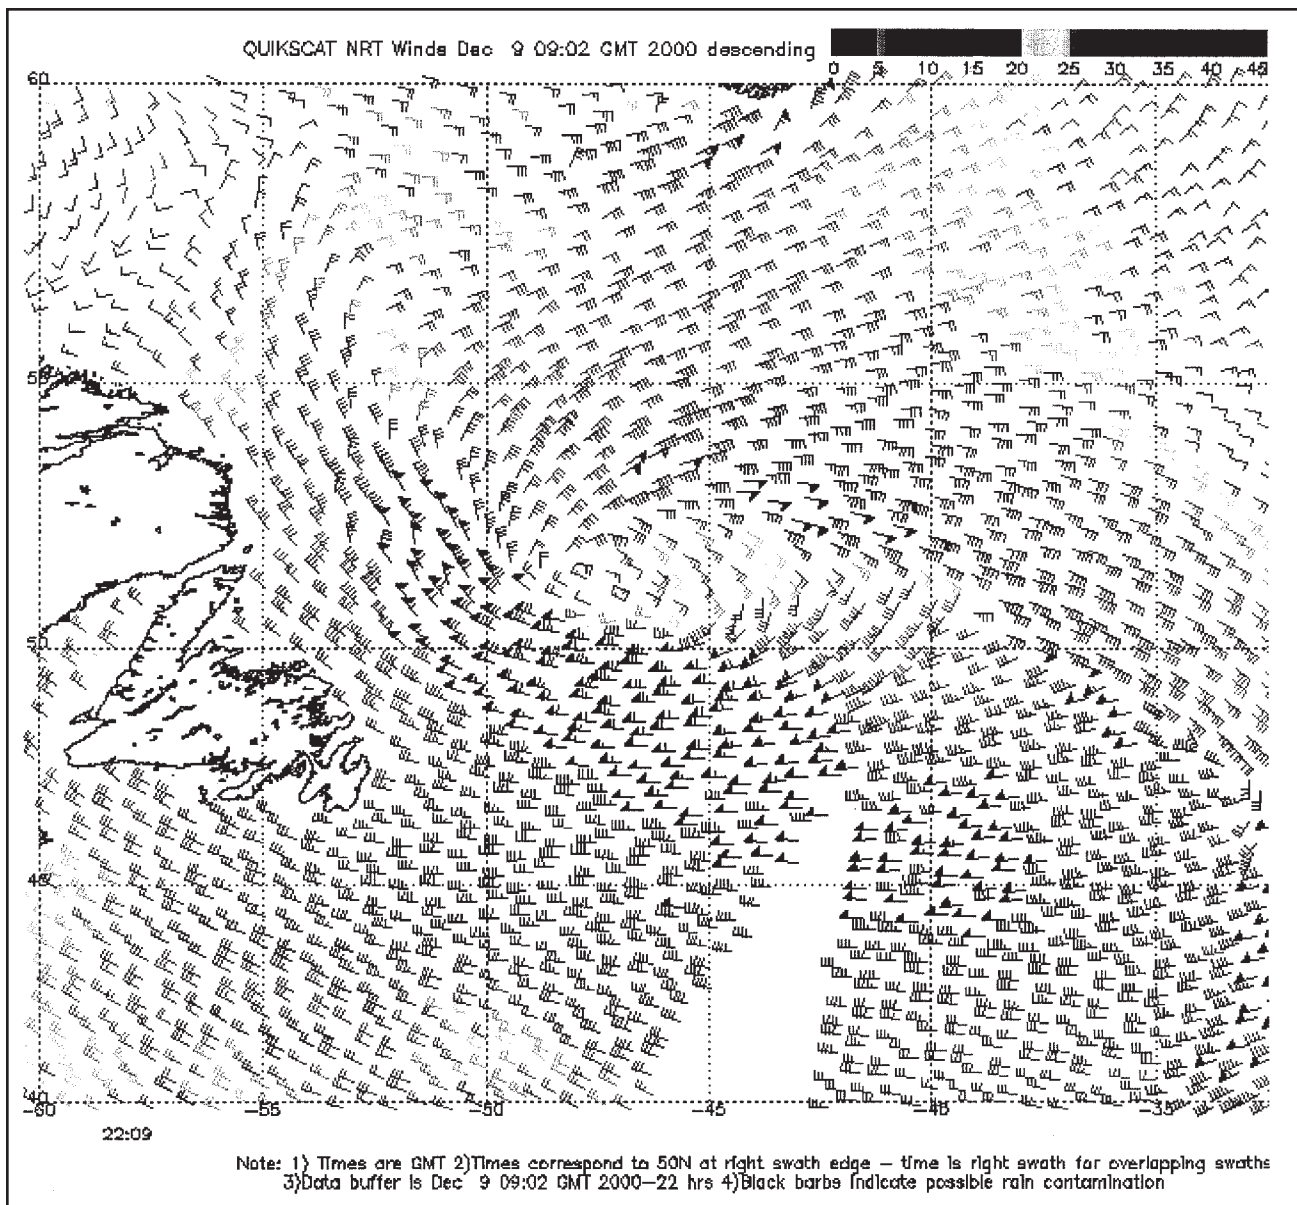 QUIKSCAT NRT Winds Dec 9 09:02 GMT 2000 descending
0 5 10 15 20 25 30 35 40 45
60
55
50
45
40
-60 -55 -50 -45 -40 -35
22:09
Note: 1) Times are GMT 2)Times correspond to 50N at right swath edge – time is right swath for overlapping swaths
3)Data buffer is Dec 9 09:02 GMT 2000–22 hrs 4)Black barbs indicate possible rain contamination